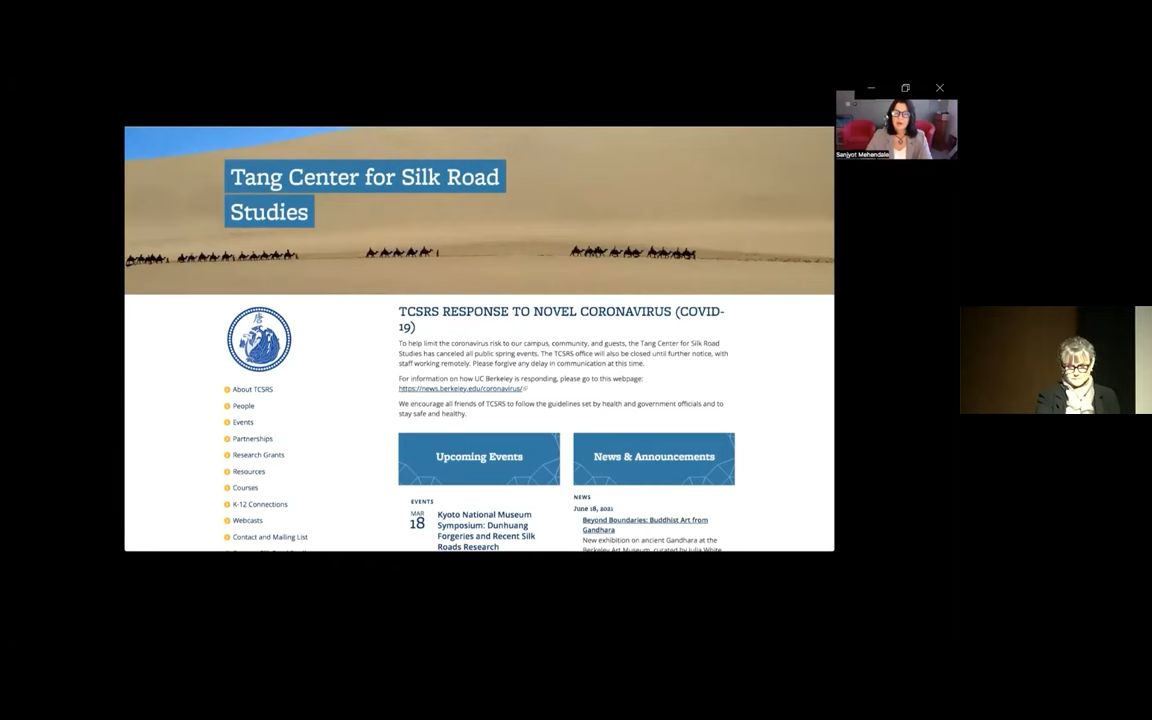 Tang Center for Silk Road
Studies
Sanjyot Mehendale
唐
TCSRS RESPONSE TO NOVEL CORONAVIRUS (COVID-
19)
To help limit the coronavirus risk to our campus, community, and guests, the Tang Center for Silk Road
Studies has canceled all public spring events. The TCSRS office will also be closed until further notice, with
staff working remotely. Please forgive any delay in communication at this time.
For information on how UC Berkeley is responding, please go to this webpage:
https://news.berkeley.edu/coronavirus/
We encourage all friends of TCSRS to follow the guidelines set by health and government officials and to
stay safe and healthy.
About TCSRS
People
Events
Partnerships
Research Grants
Resources
Courses
K-12 Connections
Webcasts
Contact and Mailing List
Upcoming Events
EVENTS
MAR
18
Kyoto National Museum
Symposium: Dunhuang
Forgeries and Recent Silk
Roads Research
News & Announcements
NEWS
June 18, 2021
Beyond Boundaries: Buddhist Art from
Gandhara
New exhibition on ancient Gandhara at the
Berkeley Art Museum, curated by Julia White